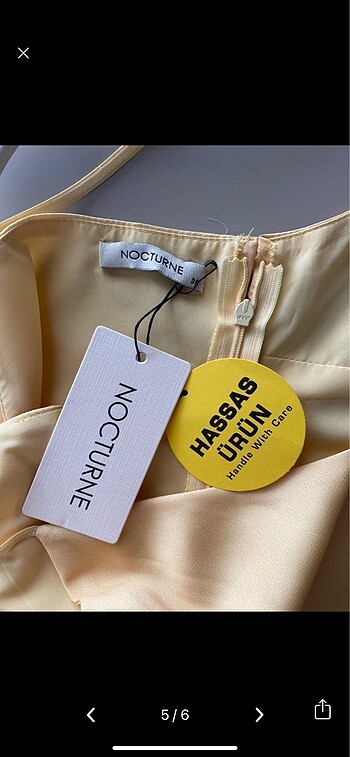 NOCTURNE
NOCTURNE
HASSAS
ÜRÜN
Handle With Care
5/6